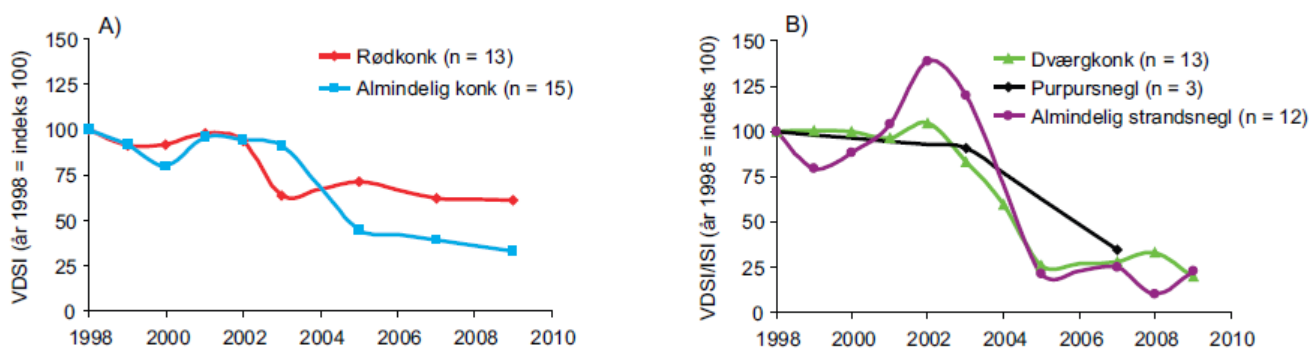 A)
VDSI (år 1998 = indeks 100)
150
125
100
75
50
25
0
1998 2000 2002 2004 2006 2008 2010
Rødkonk (n = 13)
Almindelig konk (n = 15)
B)
VDSI/ISI (år 1998 = indeks 100)
150
125
100
75
50
25
0
1998 2000 2002 2004 2006 2008 2010
Dværgkonk (n = 13)
Purpursnegl (n = 3)
Almindelig strandsnegl (n = 12)